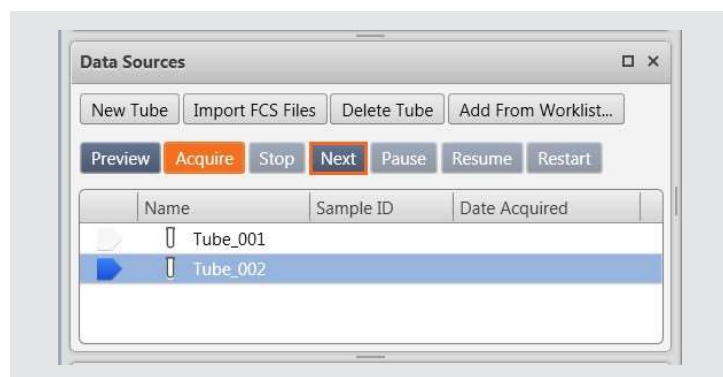 Data Sources
New Tube Import FCS Files Delete Tube Add From Worklist...
Preview Acquire Stop Next Pause Resume Restart
Name Sample ID Date Acquired
Tube_001
Tube_002